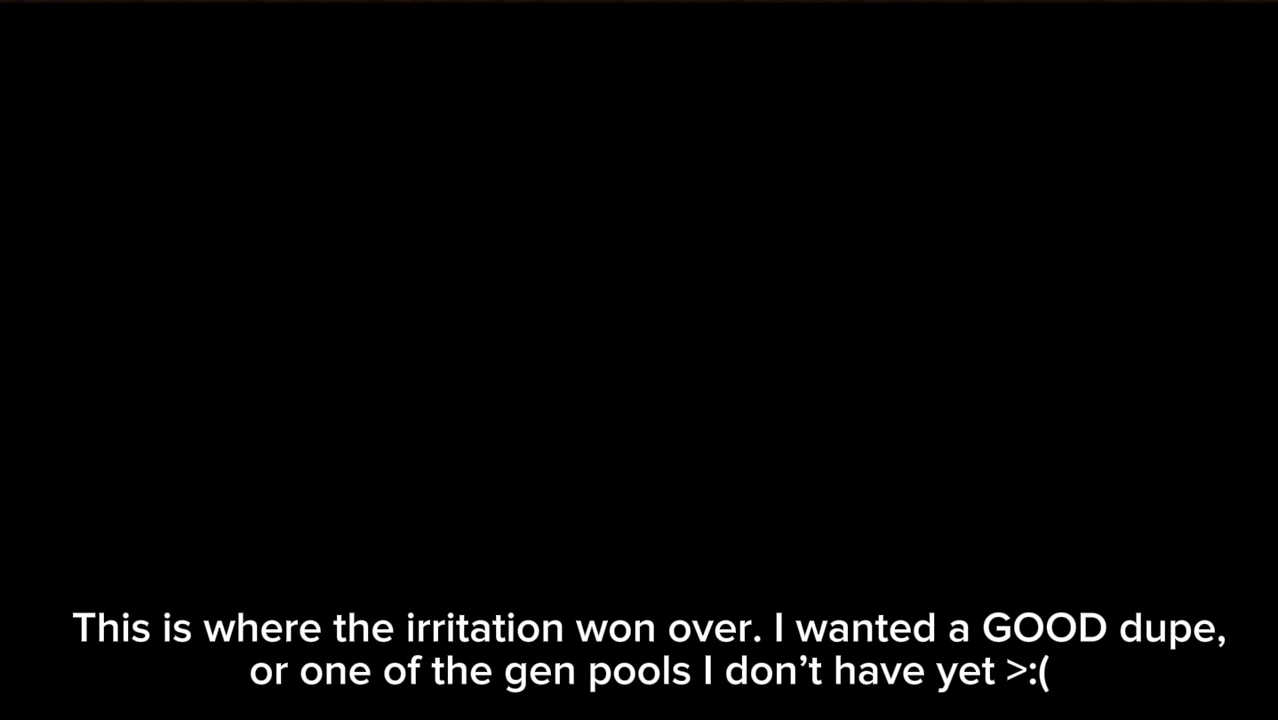 This is where the irritation won over. I wanted a GOOD dupe,
or one of the gen pools I don’t have yet >:(